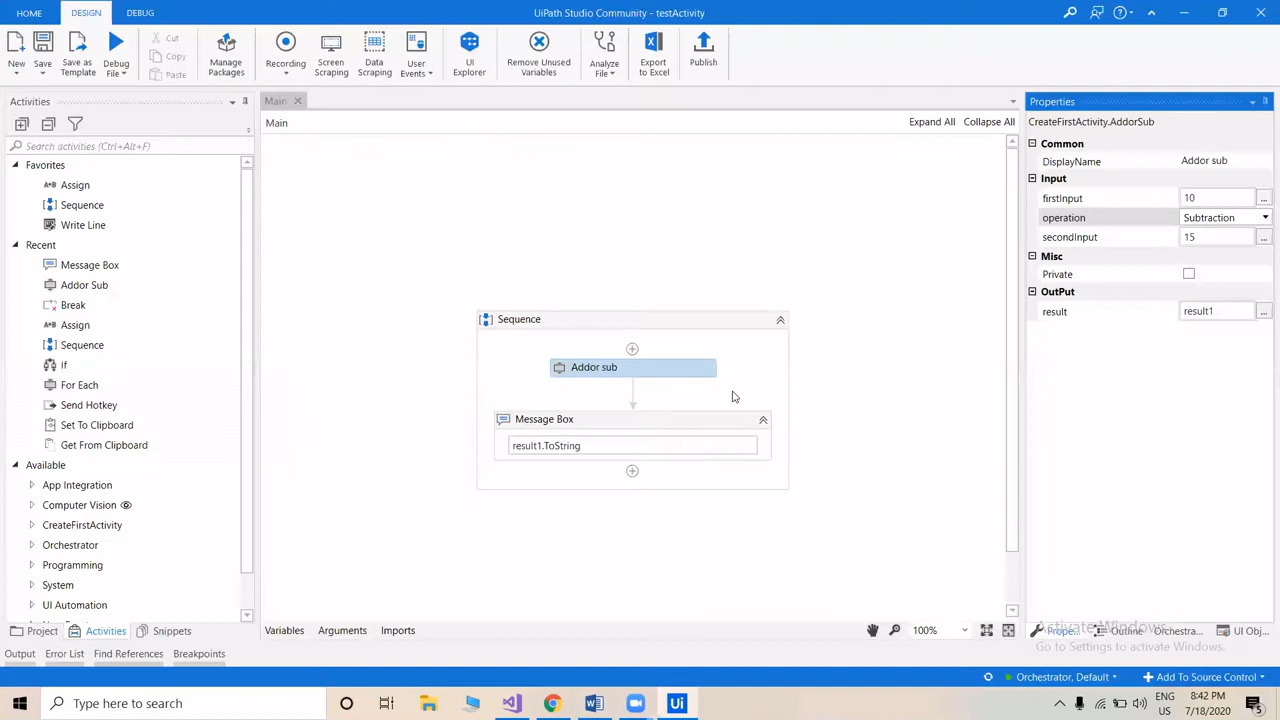 HOME
DESIGN
DEBUG
UiPath Studio Community - testActivity
New
Save
Save as Template
Debug File
Cut
Copy
Paste
Manage Packages
Recording
Screen Scraping
Data Scraping
User Events
UI Explorer
Remove Unused Variables
Analyze File
Export to Excel
Publish
Activities
Search activities (Ctrl+Alt+F)
Favorites
A+B Assign
Sequence
Write Line
Recent
Message Box
Addor Sub
Break
A+B Assign
Sequence
If
For Each
Send Hotkey
Set To Clipboard
Get From Clipboard
Available
App Integration
Computer Vision
CreateFirstActivity
Orchestrator
Programming
System
UI Automation
Project
Activities
Snippets
Main
Main
Expand All
Collapse All
Sequence
Addor sub
Message Box
result1.ToString
Variables
Arguments
Imports
100%
Properties
CreateFirstActivity.AddorSub
Common
DisplayName Addor sub
Input
firstInput 10 ...
operation Subtraction
secondInput 15 ...
Misc
Private
OutPut
result result1 ...
Activate Windows
Go to Settings to activate Windows.
Prope...
Outline
Orchestra...
UI Obj...
Output
Error List
Find References
Breakpoints
Orchestrator, Default
Add To Source Control
Type here to search
W
Ui
ENG
US
8:42 PM
7/18/2020
5